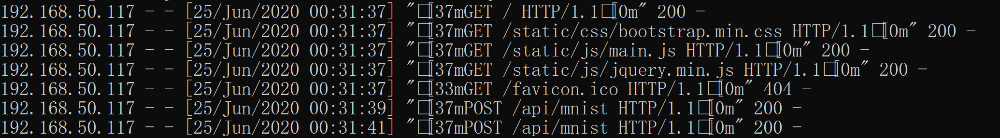 192.168.50.117 - - [25/Jun/2020 00:31:37] "□[37mGET / HTTP/1.1□[0m" 200 -
192.168.50.117 - - [25/Jun/2020 00:31:37] "□[37mGET /static/css/bootstrap.min.css HTTP/1.1□[0m" 200 -
192.168.50.117 - - [25/Jun/2020 00:31:37] "□[37mGET /static/js/main.js HTTP/1.1□[0m" 200 -
192.168.50.117 - - [25/Jun/2020 00:31:37] "□[37mGET /static/js/jquery.min.js HTTP/1.1□[0m" 200 -
192.168.50.117 - - [25/Jun/2020 00:31:37] "□[33mGET /favicon.ico HTTP/1.1□[0m" 404 -
192.168.50.117 - - [25/Jun/2020 00:31:39] "□[37mPOST /api/mnist HTTP/1.1□[0m" 200 -
192.168.50.117 - - [25/Jun/2020 00:31:41] "□[37mPOST /api/mnist HTTP/1.1□[0m" 200 -